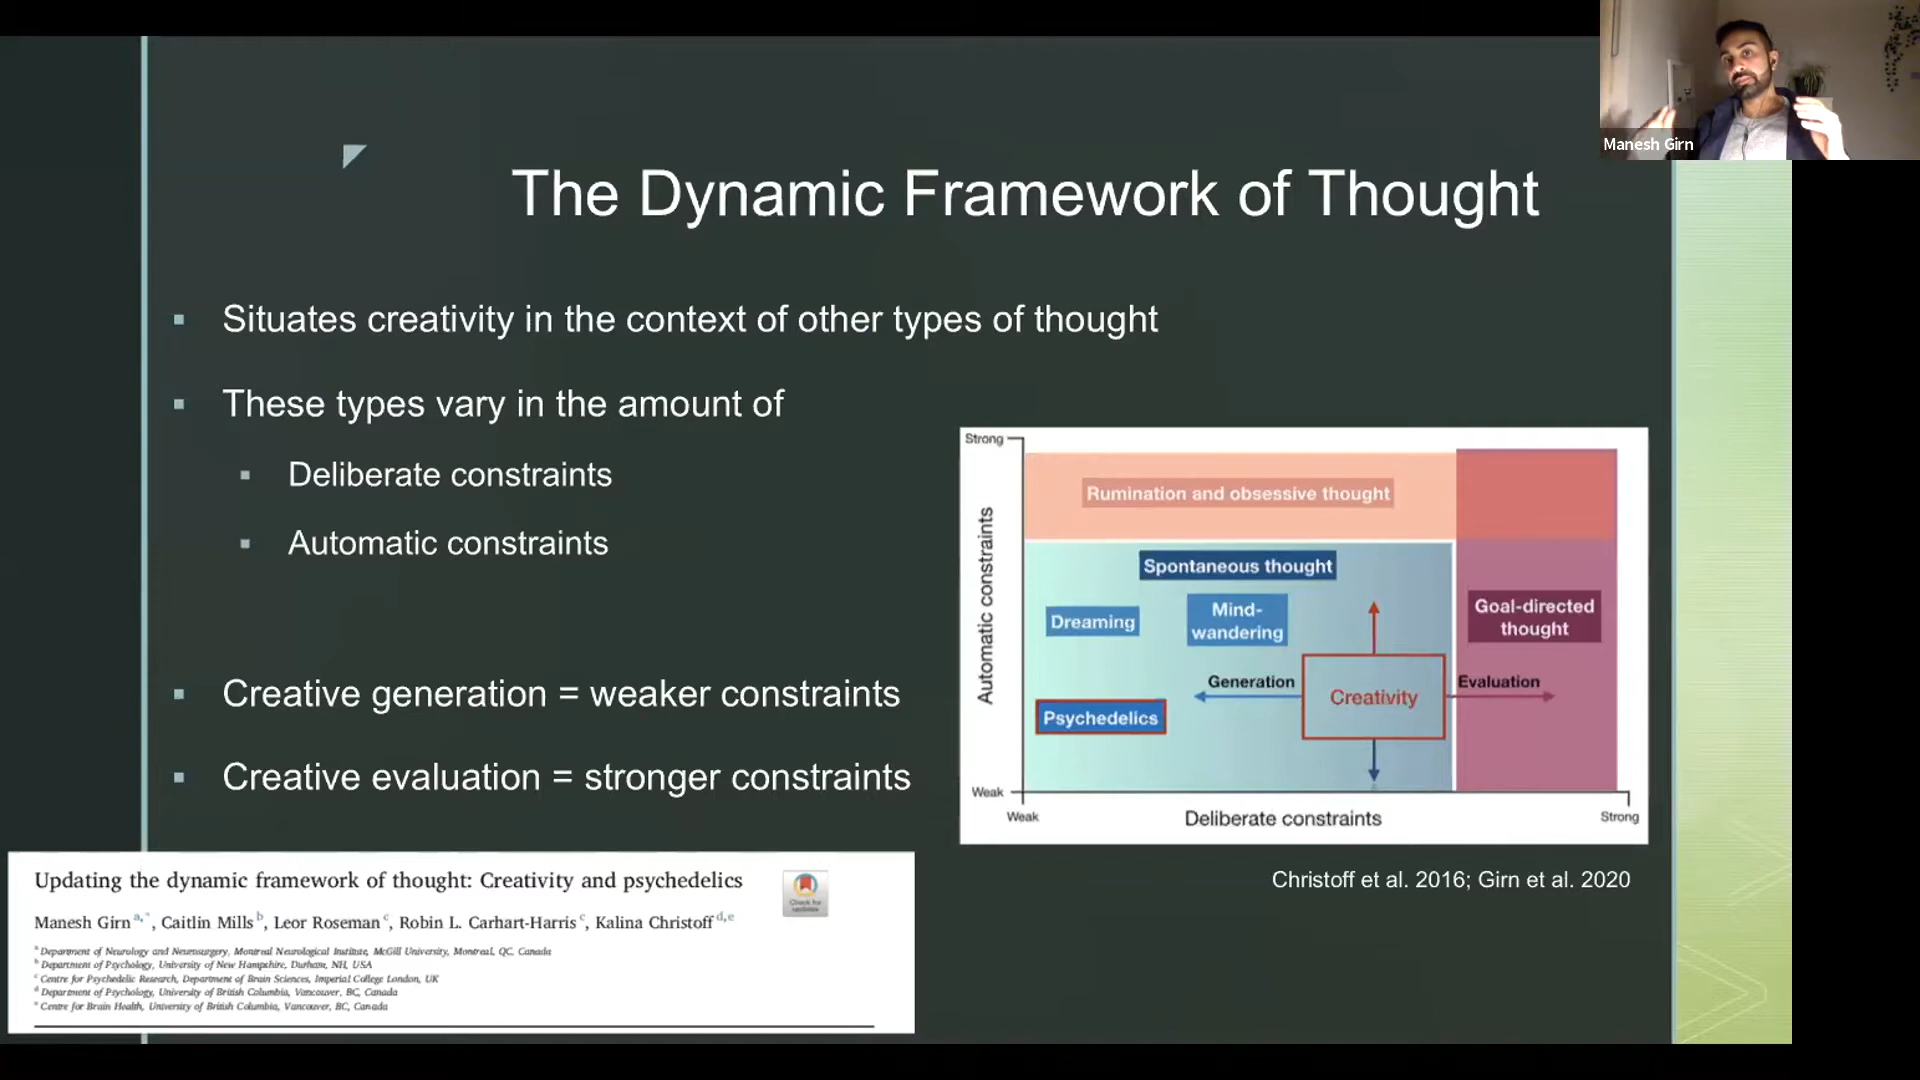 Manesh Girn
The Dynamic Framework of Thought
Situates creativity in the context of other types of thought
These types vary in the amount of
Deliberate constraints
Automatic constraints
Creative generation = weaker constraints
Creative evaluation = stronger constraints
Strong
Automatic constraints
Rumination and obsessive thought
Spontaneous thought
Dreaming
Mind-
wandering
Goal-directed
thought
Generation
Creativity
Evaluation
Psychedelics
Weak
Weak
Deliberate constraints
Strong
Christoff et al. 2016; Girn et al. 2020
Updating the dynamic framework of thought: Creativity and psychedelics
Check for
updates
Manesh Girn a,*, Caitlin Mills b, Leor Roseman c, Robin L. Carhart-Harris c, Kalina Christoff d,e
a Department of Neurology and Neurosurgery, Montreal Neurological Institute, McGill University, Montreal, QC, Canada
b Department of Psychology, University of New Hampshire, Durham, NH, USA
c Centre for Psychedelic Research, Department of Brain Sciences, Imperial College London, UK
d Department of Psychology, University of British Columbia, Vancouver, BC, Canada
e Centre for Brain Health, University of British Columbia, Vancouver, BC, Canada